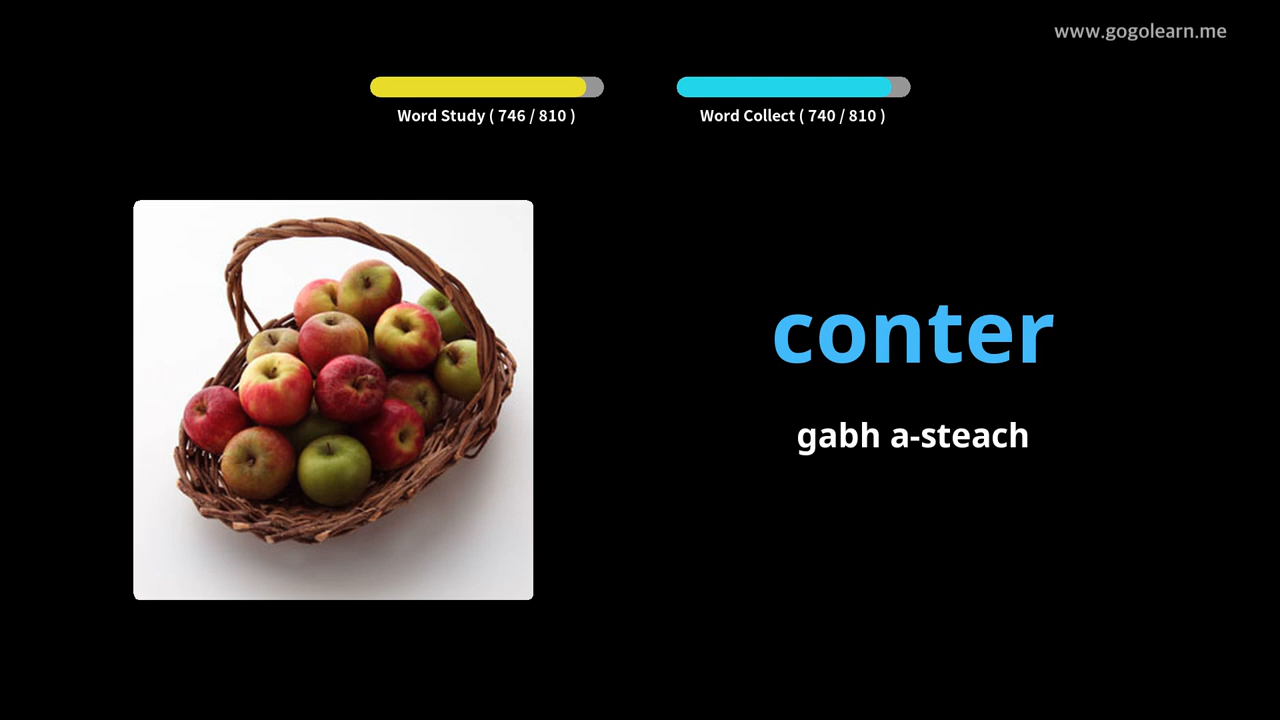 www.gogolearn.me
Word Study ( 746 / 810 )
Word Collect ( 740 / 810 )
conter
gabh a-steach